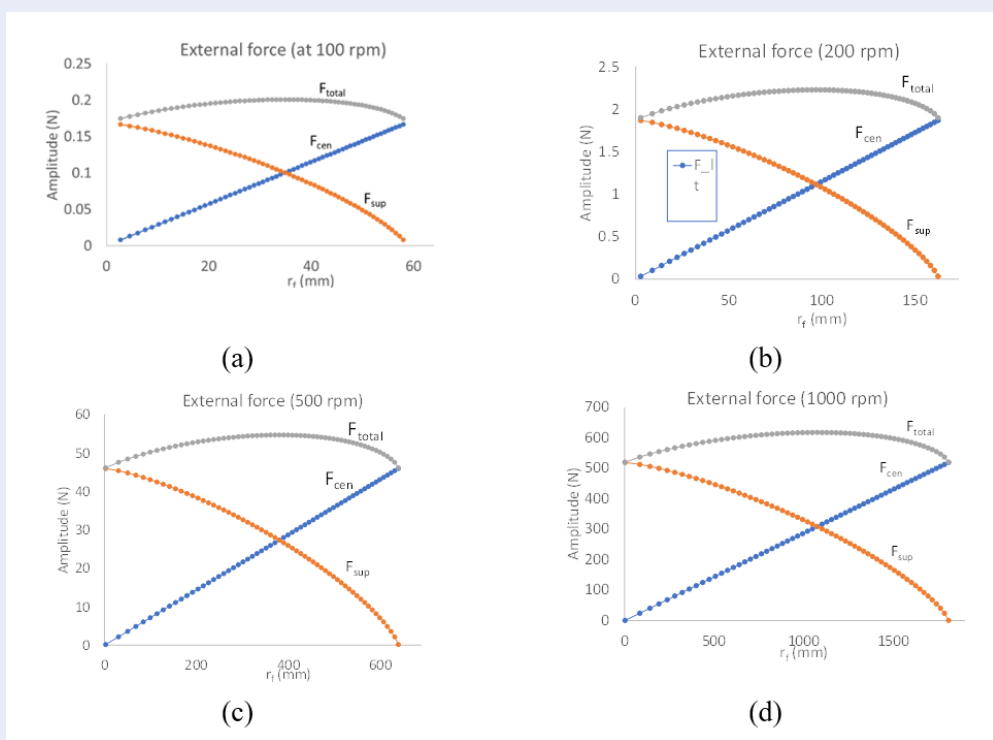 External force (at 100 rpm)
0.25
0.2
0.15
0.1
0.05
0
Amplitude (N)
F_total
F_cen
F_sup
0 20 40 60
r_f (mm)
(a)
External force (200 rpm)
2.5
2
1.5
1
0.5
0
Amplitude (N)
F_total
F_cen
F_l
t
F_sup
0 50 100 150
r_f (mm)
(b)
External force (500 rpm)
60
50
40
30
20
10
0
Amplitude (N)
F_total
F_cen
F_sup
0 200 400 600
r_f (mm)
(c)
External force (1000 rpm)
700
600
500
400
300
200
100
0
Amplitude (N)
F_total
F_cen
F_sup
0 500 1000 1500
r_f (mm)
(d)